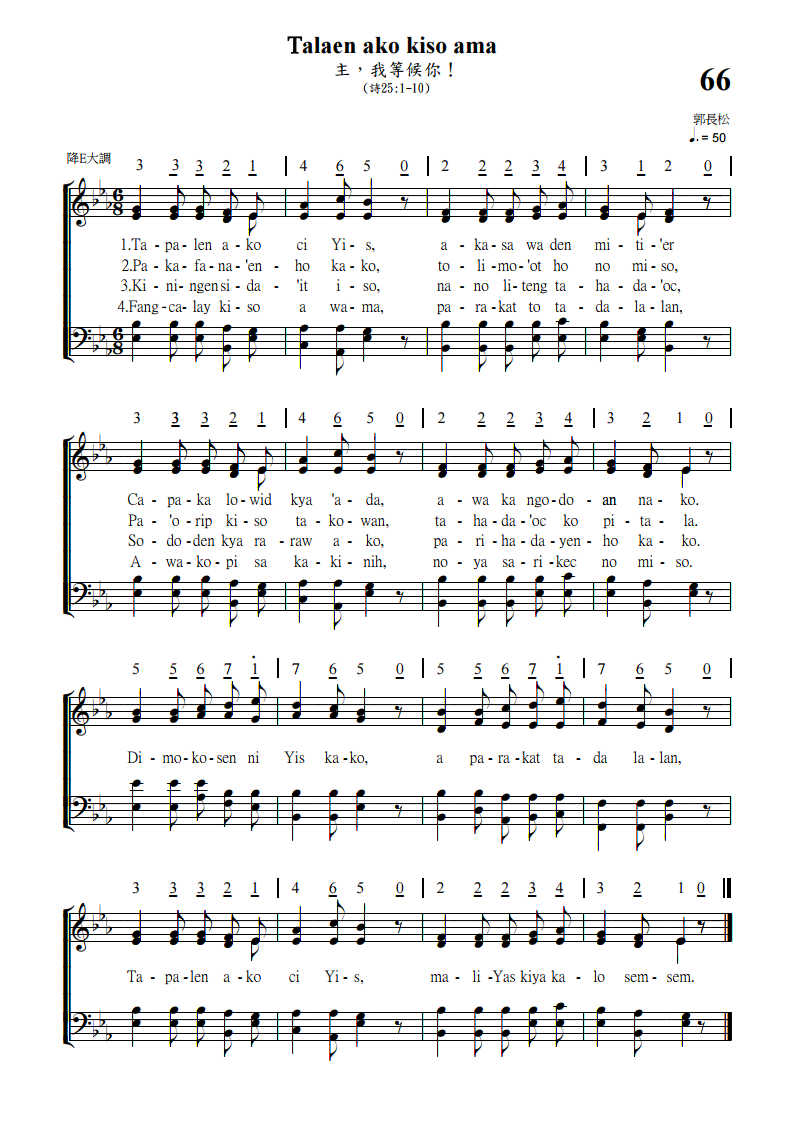 Talaen ako kiso ama
主，我等候你！
(詩25:1-10)
66
郭長松
♩. = 50
降E大調
3 3 3 2 1 | 4 6 5 0 | 2 2 2 3 4 | 3 1 2 0 |
1.Ta - pa - len a - ko ci Yi - s, a - ka - sa wa den mi - ti - 'er
2.Pa - ka - fa - na - 'en - ho ka - ko, to - li - mo - 'ot ho no mi - so,
3.Ki - ni - ngen si - da - 'it i - so, na - no li - teng ta - ha - da - 'oc,
4.Fang - ca - lay ki - so a wa - ma, pa - ra - kat to ta - da - la - lan,
3 3 3 2 1 | 4 6 5 0 | 2 2 2 3 4 | 3 2 1 0 |
Ca - pa - ka lo - wid kya 'a - da, a - wa ka ngo - do - an na - ko.
Pa - 'o - rip ki - so ta - ko - wan, ta - ha - da - 'oc ko pi - ta - la.
So - do - den kya ra - raw a - ko, pa - ri - ha - da - yen - ho ka - ko.
A - wa - ko - pi sa ka - ki - nih, no - ya sa - ri - kec no mi - so.
5 5 6 7 1̇ | 7 6 5 0 | 5 5 6 7 1̇ | 7 6 5 0 |
Di - mo - ko - sen ni Yis ka - ko, a pa - ra - kat ta - da la - lan,
3 3 3 2 1 | 4 6 5 0 | 2 2 2 3 4 | 3 2 1 0
Ta - pa - len a - ko ci Yi - s, ma - li - Yas kiya ka - lo sem - sem.